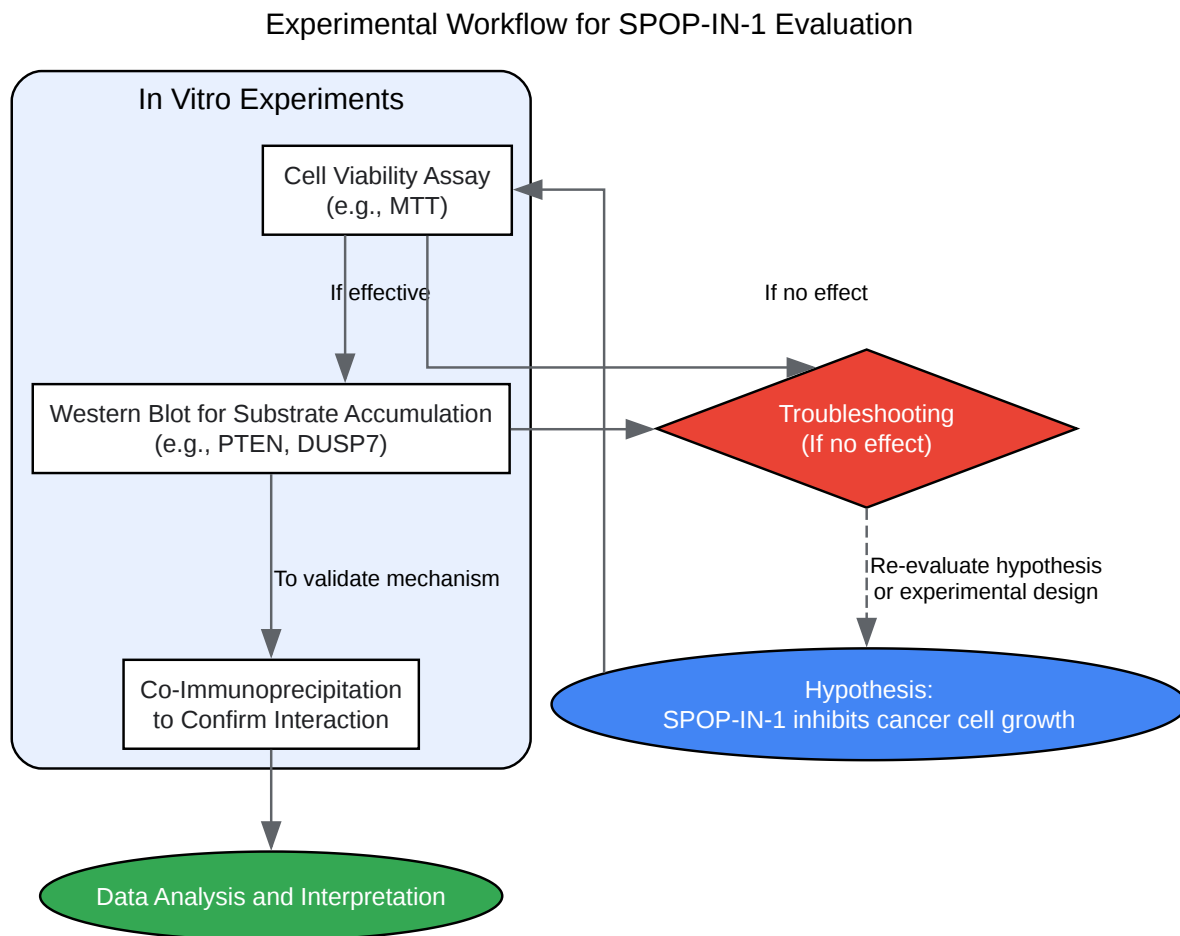 Experimental Workflow for SPOP-IN-1 Evaluation
In Vitro Experiments
Cell Viability Assay
(e.g., MTT)
If effective
If no effect
Western Blot for Substrate Accumulation
(e.g., PTEN, DUSP7)
Troubleshooting
(If no effect)
To validate mechanism
Re-evaluate hypothesis
or experimental design
Co-Immunoprecipitation
to Confirm Interaction
Hypothesis:
SPOP-IN-1 inhibits cancer cell growth
Data Analysis and Interpretation